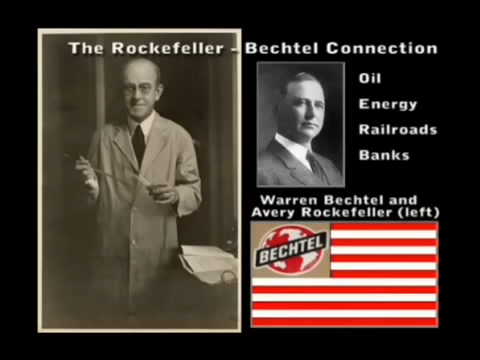 The Rockefeller - Bechtel Connection
Oil
Energy
Railroads
Banks
Warren Bechtel and
Avery Rockefeller (left)
BECHTEL